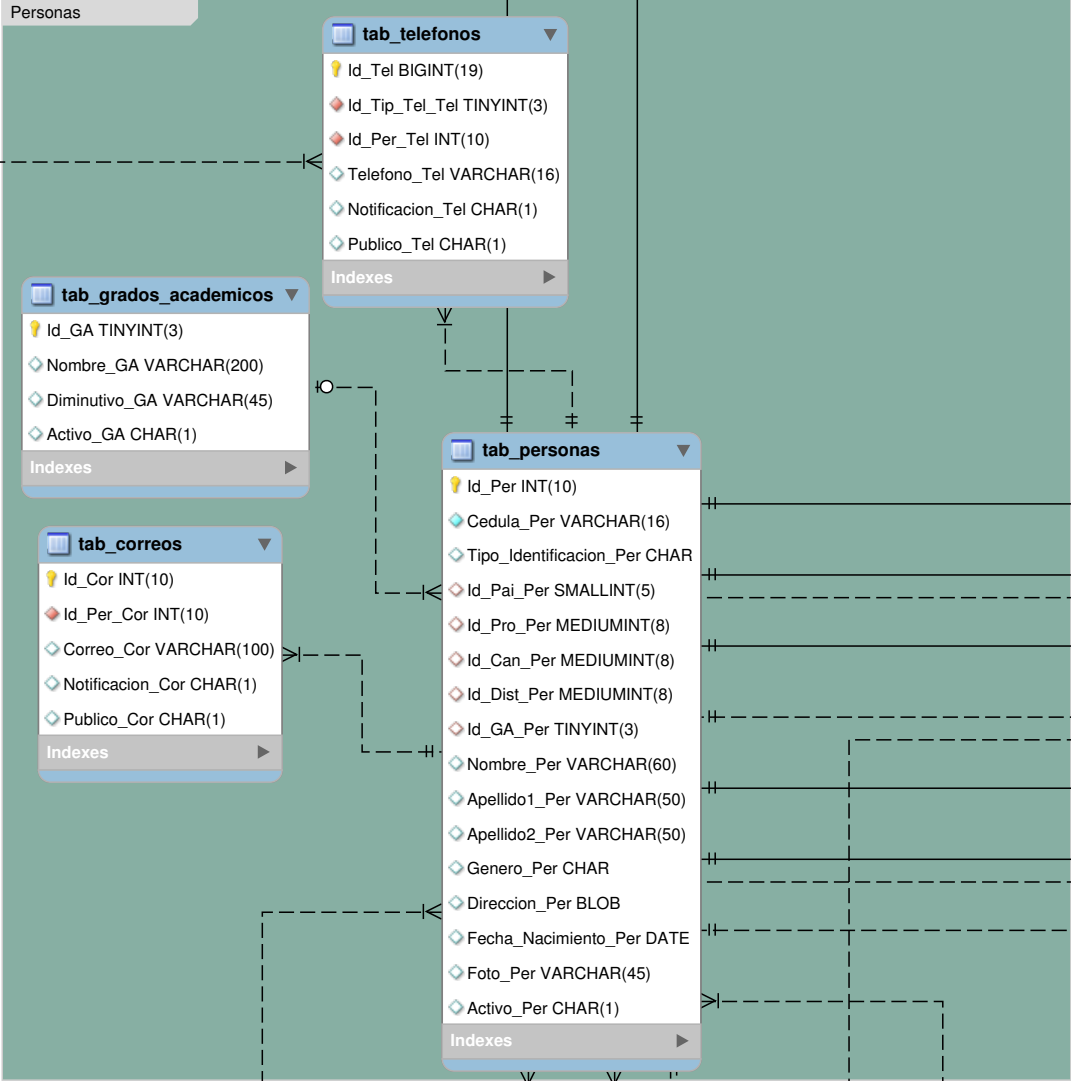 Personas
tab_telefonos
Id_Tel BIGINT(19)
Id_Tip_Tel_Tel TINYINT(3)
Id_Per_Tel INT(10)
Telefono_Tel VARCHAR(16)
Notificacion_Tel CHAR(1)
Publico_Tel CHAR(1)
Indexes
tab_grados_academicos
Id_GA TINYINT(3)
Nombre_GA VARCHAR(200)
Diminutivo_GA VARCHAR(45)
Activo_GA CHAR(1)
Indexes
tab_correos
Id_Cor INT(10)
Id_Per_Cor INT(10)
Correo_Cor VARCHAR(100)
Notificacion_Cor CHAR(1)
Publico_Cor CHAR(1)
Indexes
tab_personas
Id_Per INT(10)
Cedula_Per VARCHAR(16)
Tipo_Identificacion_Per CHAR
Id_Pai_Per SMALLINT(5)
Id_Pro_Per MEDIUMINT(8)
Id_Can_Per MEDIUMINT(8)
Id_Dist_Per MEDIUMINT(8)
Id_GA_Per TINYINT(3)
Nombre_Per VARCHAR(60)
Apellido1_Per VARCHAR(50)
Apellido2_Per VARCHAR(50)
Genero_Per CHAR
Direccion_Per BLOB
Fecha_Nacimiento_Per DATE
Foto_Per VARCHAR(45)
Activo_Per CHAR(1)
Indexes